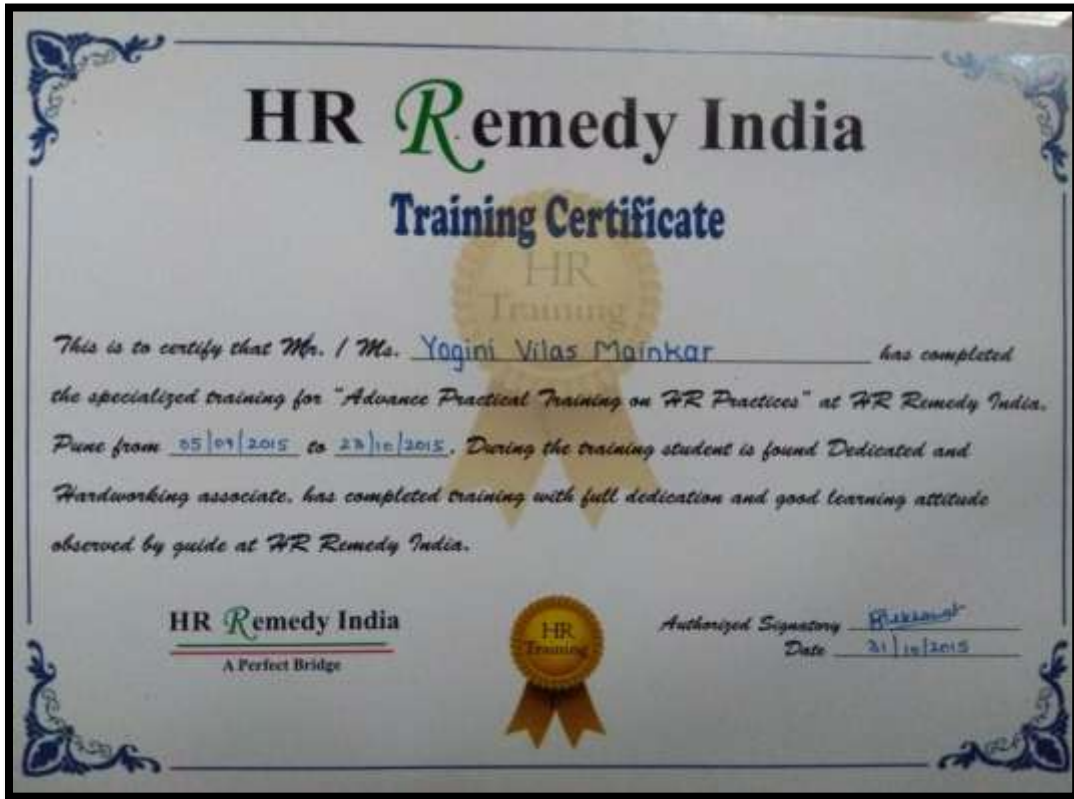 HR Remedy India
Training Certificate
HR
Training
This is to certify that Mr. / Ms. Yogini Vilas Mainkar has completed
the specialized training for "Advance Practical Training on HR Practices" at HR Remedy India,
Pune from 05/09/2015 to 23/10/2015. During the training student is found Dedicated and
Hardworking associate, has completed training with full dedication and good learning attitude
observed by guide at HR Remedy India.
HR Remedy India
A Perfect Bridge
HR
Training
Authorized Signatory
Date 31/10/2015